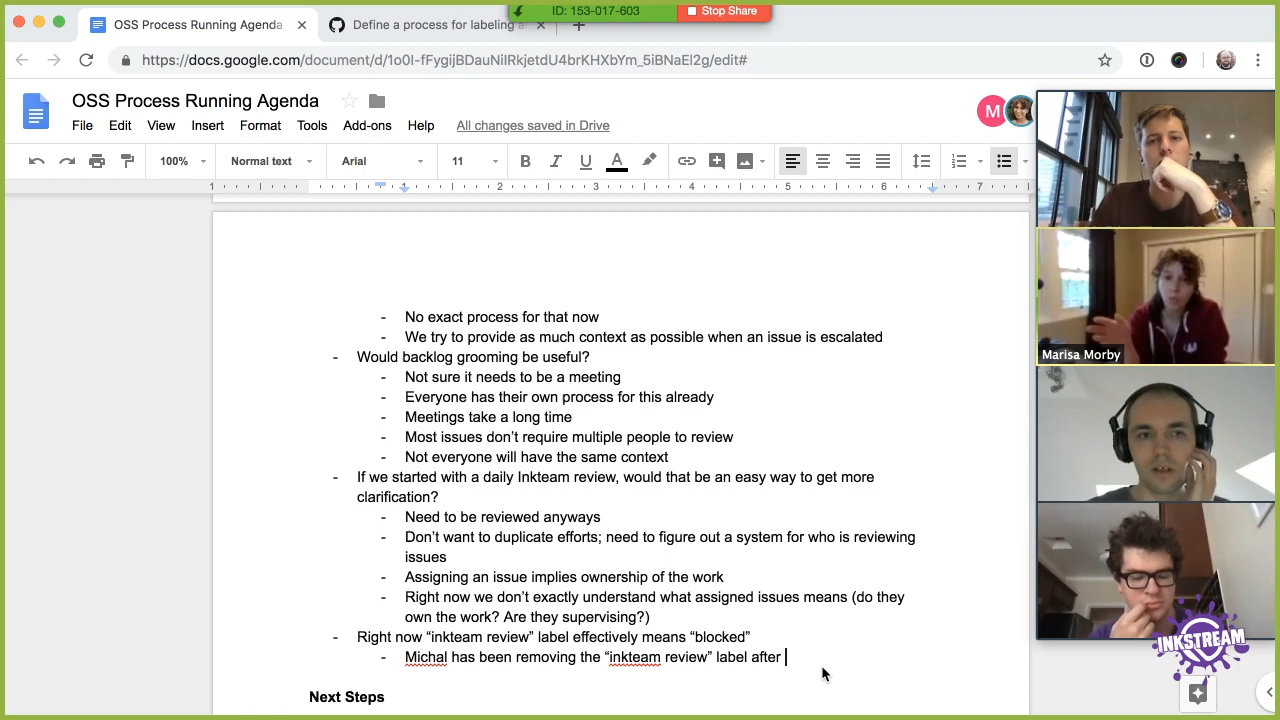 ID: 153-017-603
Stop Share
OSS Process Running Agenda
Define a process for labeling a
https://docs.google.com/document/d/1o0I-fFygijBDauNiIRkjetdU4brKHXbYm_5iBNaEl2g/edit#
OSS Process Running Agenda
File Edit View Insert Format Tools Add-ons Help All changes saved in Drive
M
100% Normal text Arial 11 B I U A
1 1 2 3 4 5 6 7
- No exact process for that now
- We try to provide as much context as possible when an issue is escalated
- Would backlog grooming be useful?
- Not sure it needs to be a meeting
- Everyone has their own process for this already
- Meetings take a long time
- Most issues don’t require multiple people to review
- Not everyone will have the same context
- If we started with a daily Inkteam review, would that be an easy way to get more
clarification?
- Need to be reviewed anyways
- Don’t want to duplicate efforts; need to figure out a system for who is reviewing
issues
- Assigning an issue implies ownership of the work
- Right now we don’t exactly understand what assigned issues means (do they
own the work? Are they supervising?)
- Right now “inkteam review” label effectively means “blocked”
- Michal has been removing the “inkteam review” label after
Next Steps
Marisa Morby
INKSTREAM